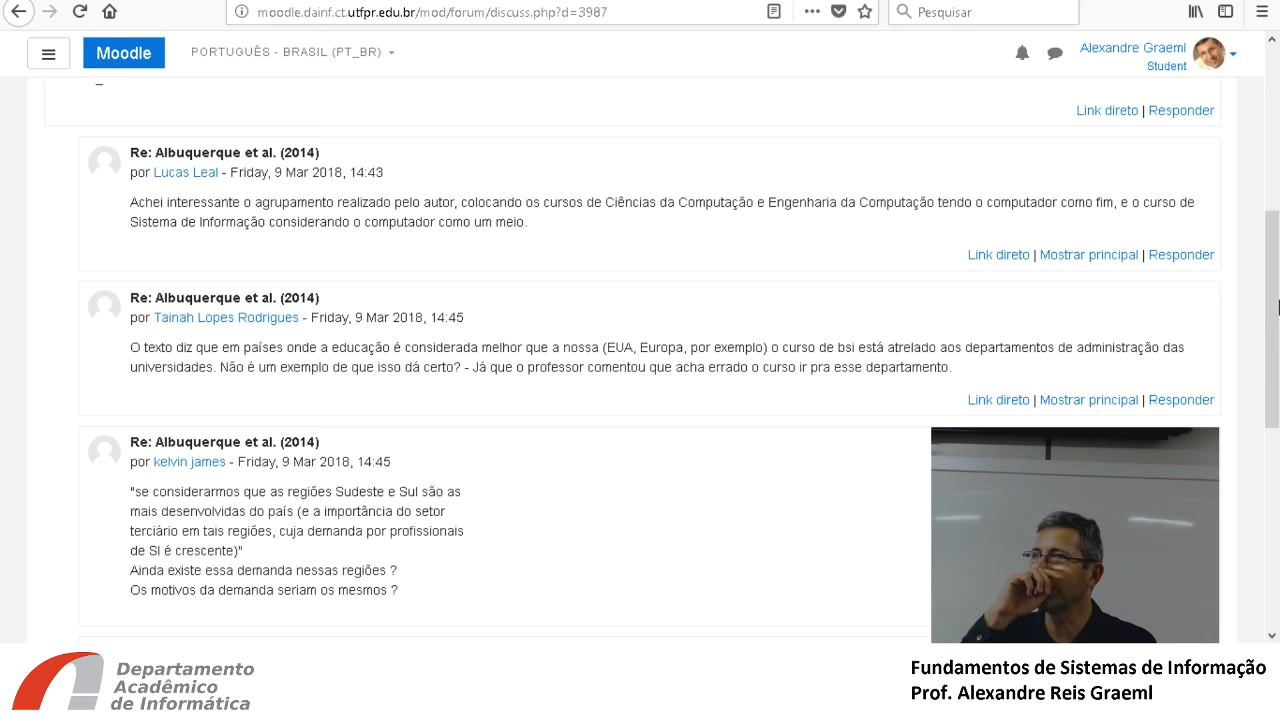 moodle.dainf.ct.utfpr.edu.br/mod/forum/discuss.php?d=3987
Pesquisar
Moodle
PORTUGUÊS - BRASIL (PT_BR)
Alexandre Graeml
Student
Link direto | Responder
Re: Albuquerque et al. (2014)
por Lucas Leal - Friday, 9 Mar 2018, 14:43
Achei interessante o agrupamento realizado pelo autor, colocando os cursos de Ciências da Computação e Engenharia da Computação tendo o computador como fim, e o curso de
Sistema de Informação considerando o computador como um meio.
Link direto | Mostrar principal | Responder
Re: Albuquerque et al. (2014)
por Tainah Lopes Rodrigues - Friday, 9 Mar 2018, 14:45
O texto diz que em países onde a educação é considerada melhor que a nossa (EUA, Europa, por exemplo) o curso de bsi está atrelado aos departamentos de administração das
universidades. Não é um exemplo de que isso dá certo? - Já que o professor comentou que acha errado o curso ir pra esse departamento.
Link direto | Mostrar principal | Responder
Re: Albuquerque et al. (2014)
por kelvin james - Friday, 9 Mar 2018, 14:45
"se considerarmos que as regiões Sudeste e Sul são as
mais desenvolvidas do país (e a importância do setor
terciário em tais regiões, cuja demanda por profissionais
de SI é crescente)"
Ainda existe essa demanda nessas regiões ?
Os motivos da demanda seriam os mesmos ?
Departamento
Acadêmico
de Informática
Fundamentos de Sistemas de Informação
Prof. Alexandre Reis Graeml